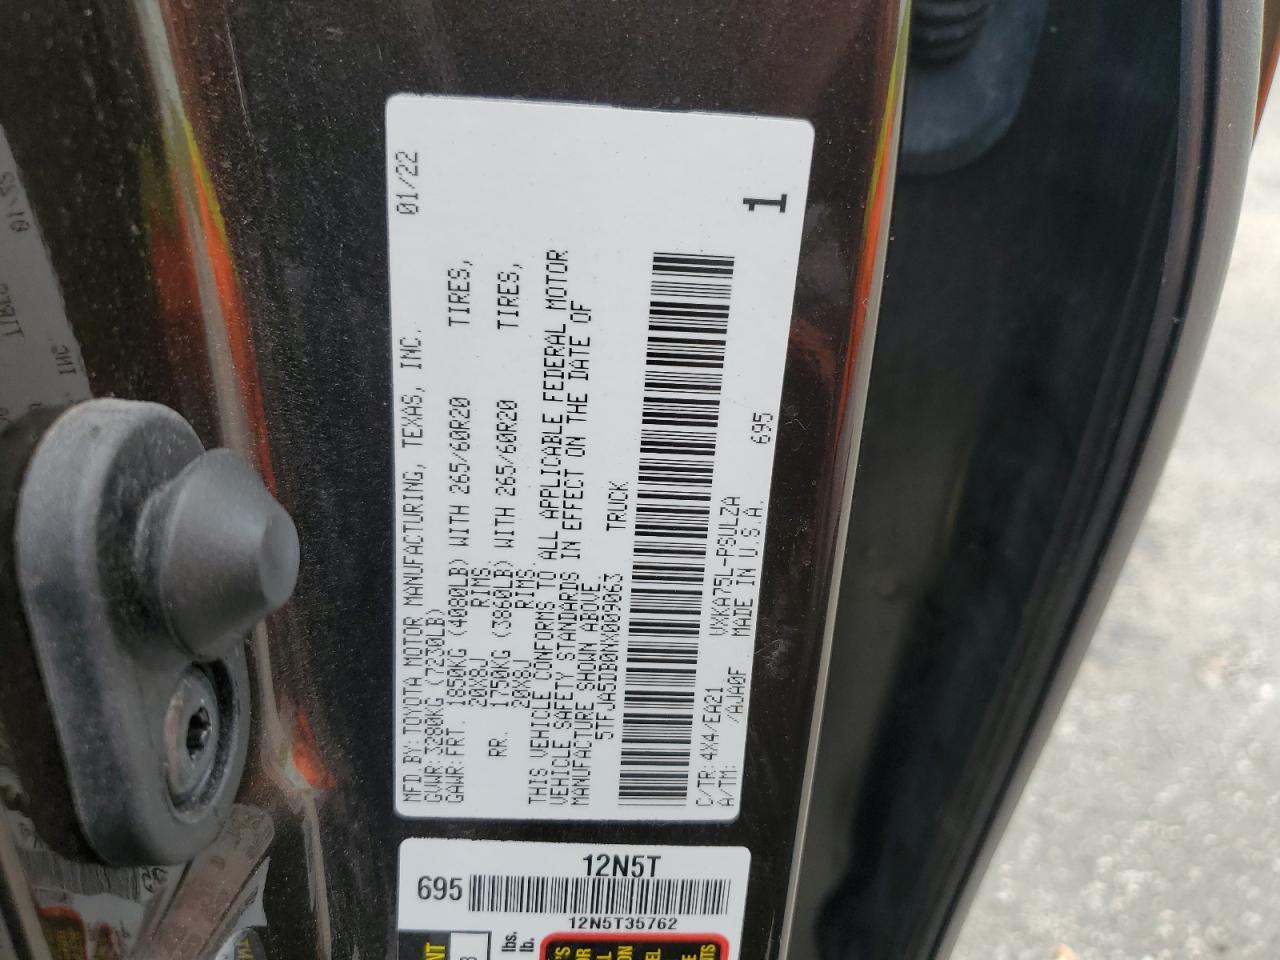 MFD.BY:TOYOTA MOTOR MANUFACTURING, TEXAS, INC. 01/22
GVWR:3280KG (7230LB)
GAWR:FRT. 1850KG (4080LB) WITH 265/60R20 TIRES,
20X8J RIMS
RR. 1750KG (3860LB) WITH 265/60R20 TIRES,
20X8J RIMS.
THIS VEHICLE CONFORMS TO ALL APPLICABLE FEDERAL MOTOR
VEHICLE SAFETY STANDARDS IN EFFECT ON THE DATE OF
MANUFACTURE SHOWN ABOVE.
5TFJA5DB0NX009063 TRUCK
C/TR:4X4/EA21 VXKA75L-PSULZA 695
A/TM: /AJA0F MADE IN U.S.A.
1
12N5T
695
12N5T35762
lbs.
lb.